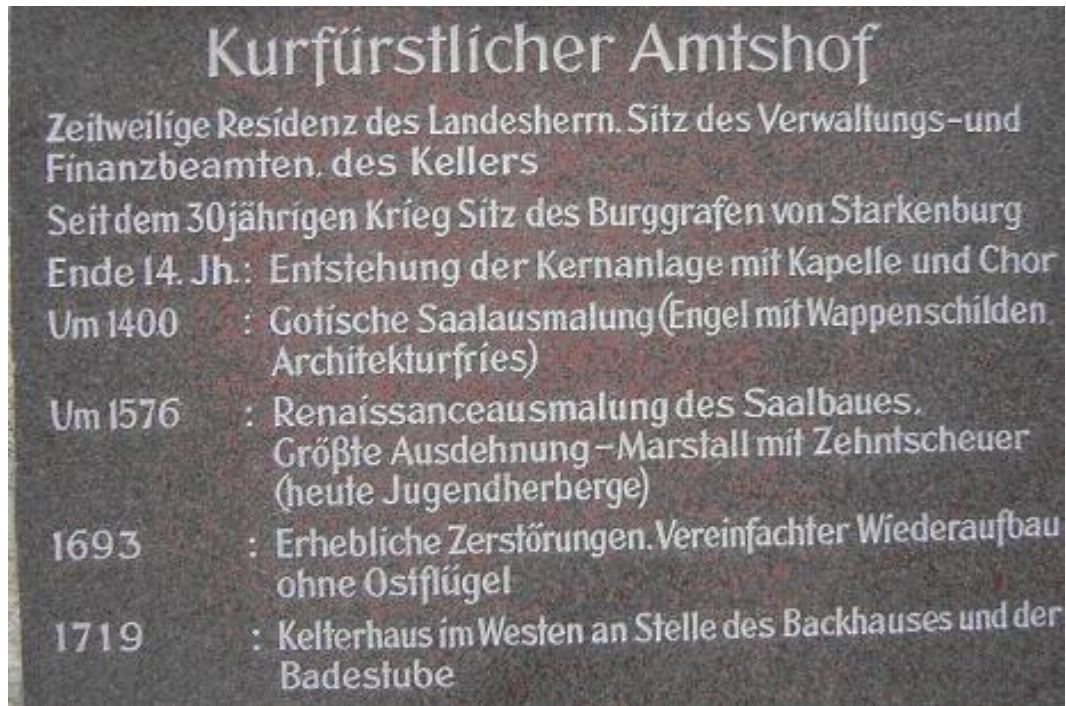 Kurfürstlicher Amtshof
Zeitweilige Residenz des Landesherrn. Sitz des Verwaltungs-und
Finanzbeamten, des Kellers
Seit dem 30jährigen Krieg Sitz des Burggrafen von Starkenburg
Ende 14. Jh.: Entstehung der Kernanlage mit Kapelle und Chor
Um 1400 : Gotische Saalausmalung (Engel mit Wappenschilden,
Architekturfries)
Um 1576 : Renaissanceausmalung des Saalbaues,
Größte Ausdehnung-Marstall mit Zehntscheuer
(heute Jugendherberge)
1693 : Erhebliche Zerstörungen. Vereinfachter Wiederaufbau
ohne Ostflügel
1719 : Kelterhaus im Westen an Stelle des Backhauses und der
Badestube